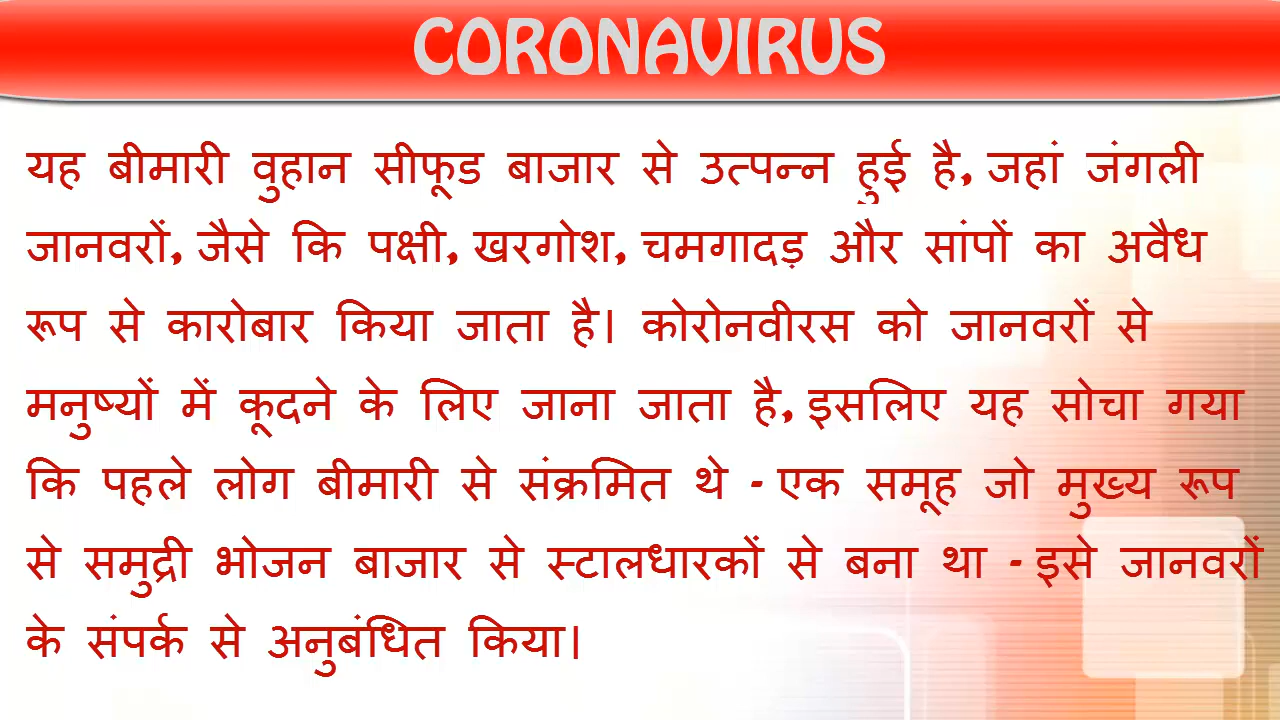 CORONAVIRUS
यह बीमारी वुहान सीफूड बाजार से उत्पन्न हुई है, जहां जंगली
जानवरों, जैसे कि पक्षी, खरगोश, चमगादड़ और सांपों का अवैध
रूप से कारोबार किया जाता है। कोरोनवीरस को जानवरों से
मनुष्यों में कूदने के लिए जाना जाता है, इसलिए यह सोचा गया
कि पहले लोग बीमारी से संक्रमित थे - एक समूह जो मुख्य रूप
से समुद्री भोजन बाजार से स्टालधारकों से बना था - इसे जानवरों
के संपर्क से अनुबंधित किया।